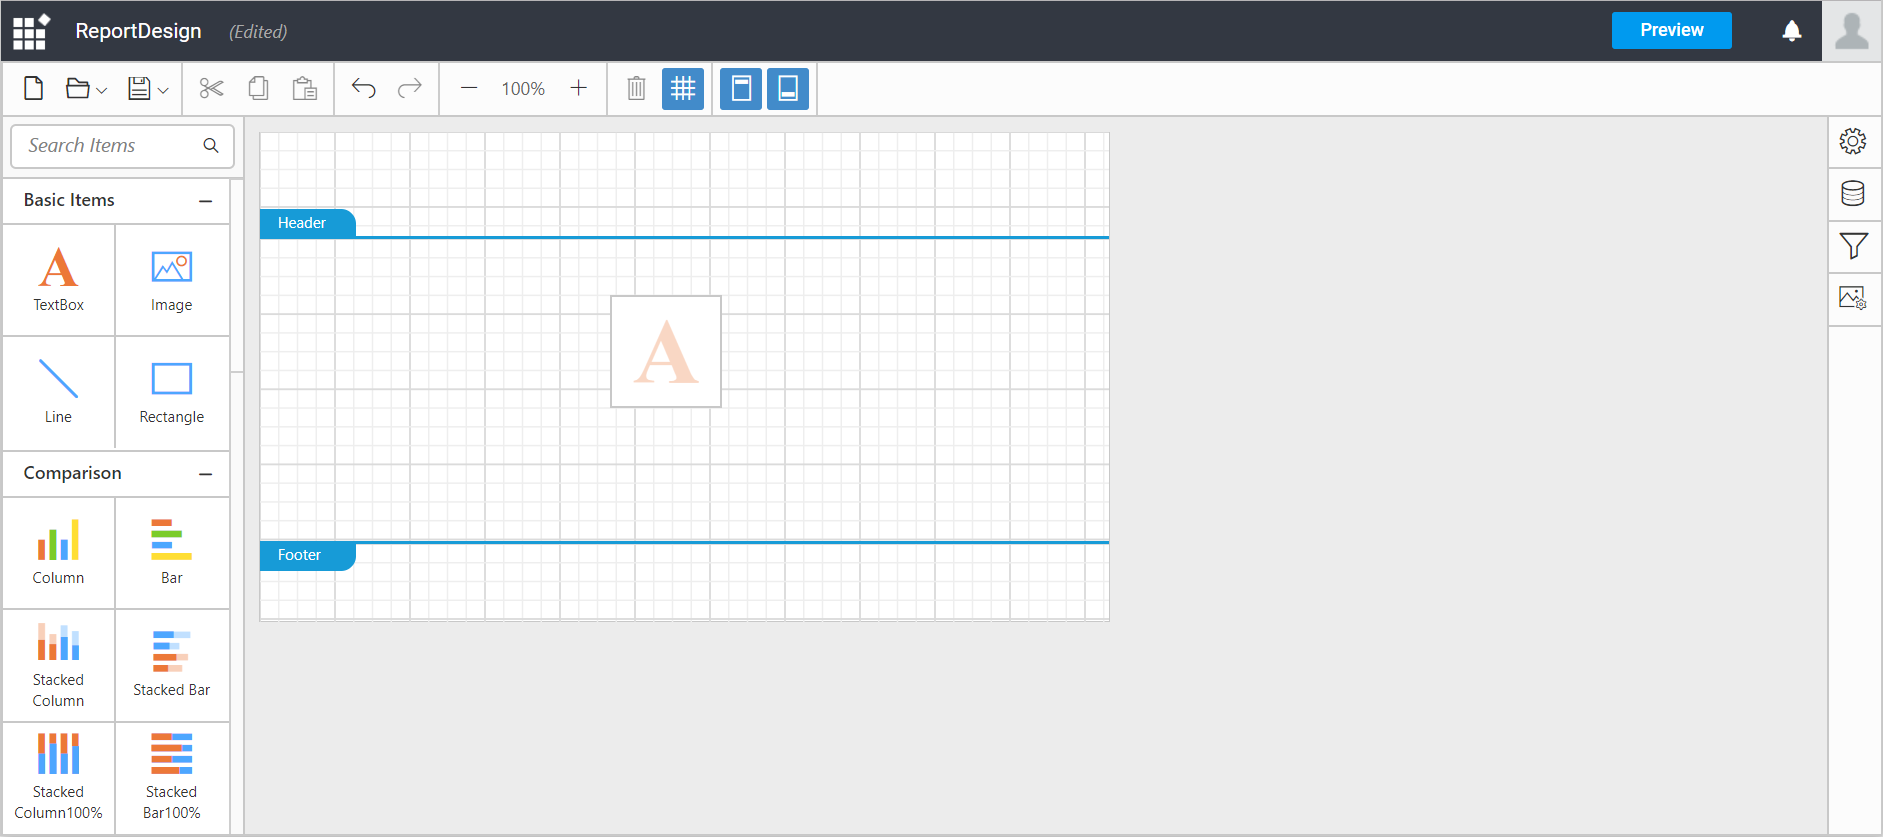 ReportDesign (Edited)
Preview
100%
Search Items
Basic Items
TextBox
Image
Line
Rectangle
Comparison
Column
Bar
Stacked
Column
Stacked Bar
Stacked
Column100%
Stacked
Bar100%
Header
A
Footer